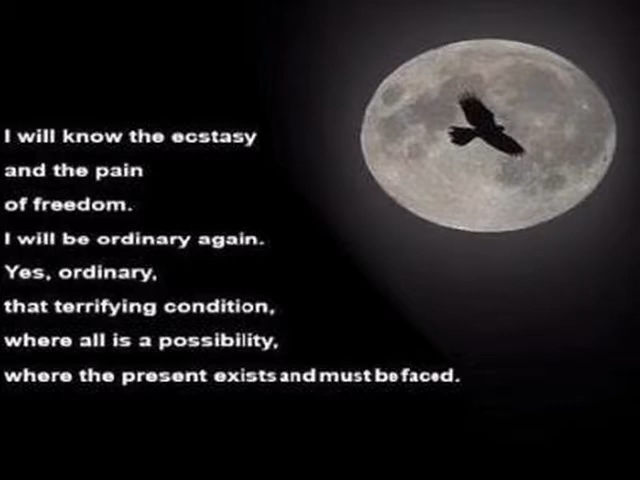 I will know the ecstasy
and the pain
of freedom.
I will be ordinary again.
Yes, ordinary,
that terrifying condition,
where all is a possibility,
where the present exists and must be faced.